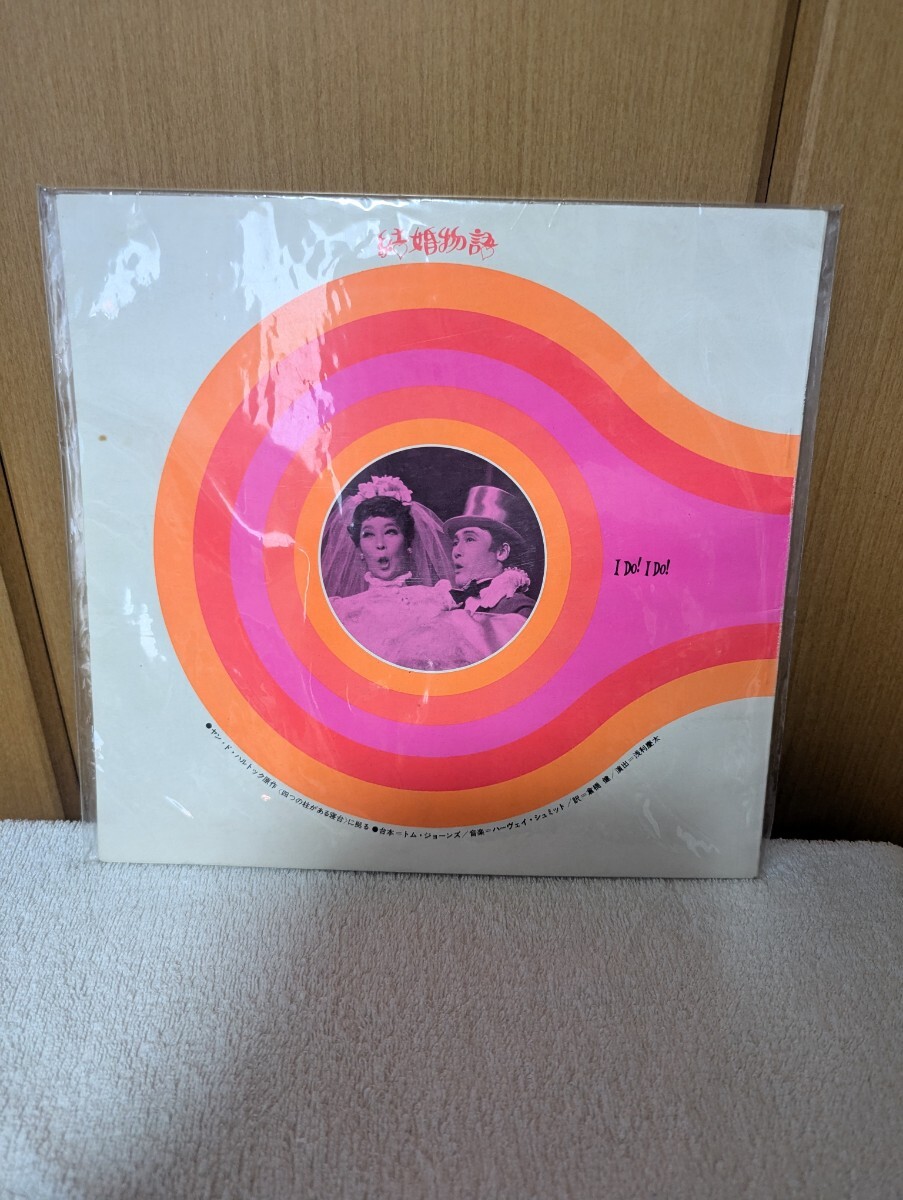 結婚物語
I Do! I Do!
●ヤン・ド・ハルトック原作〈四つの柱がある寝台〉に拠る●台本=トム・ジョーンズ/音楽=ハーヴェイ・シュミット/訳=倉橋 健/演出=浅利慶太